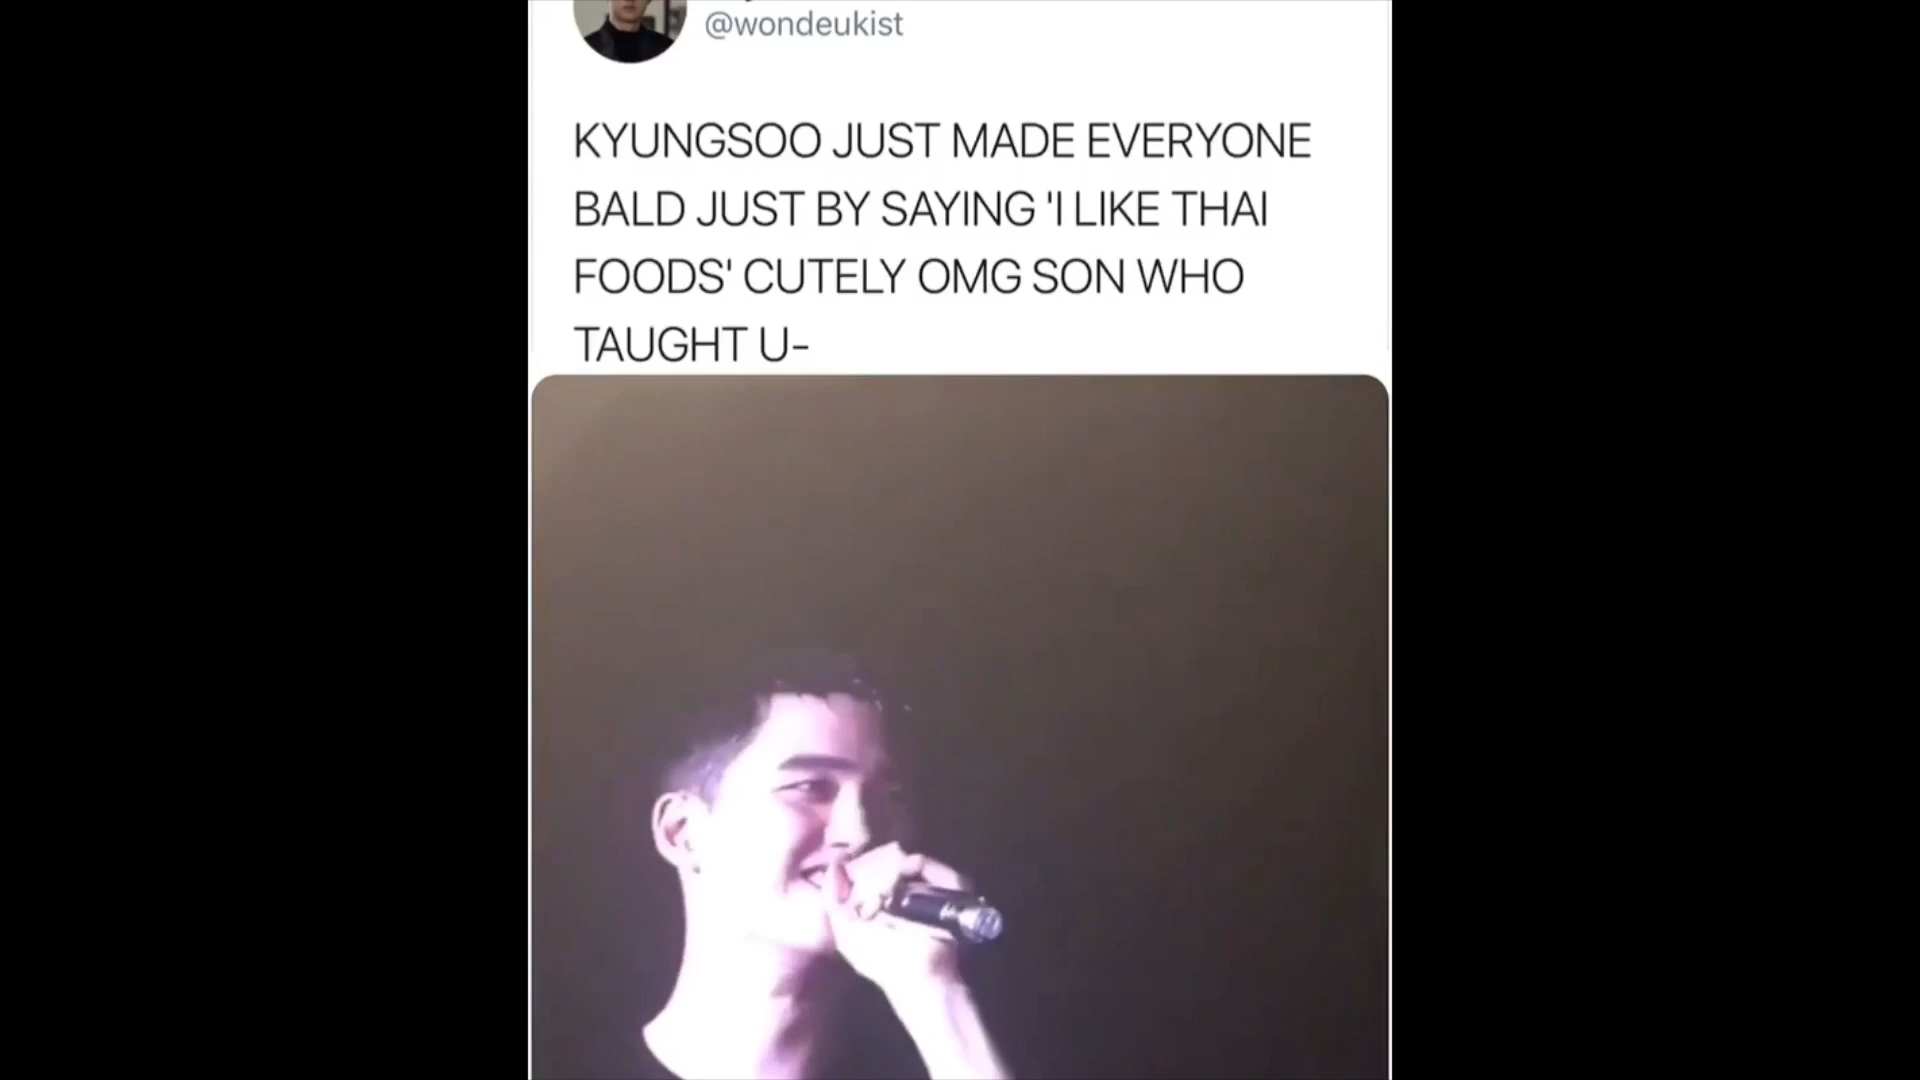 @wondeukist
KYUNGSOO JUST MADE EVERYONE
BALD JUST BY SAYING 'I LIKE THAI
FOODS' CUTELY OMG SON WHO
TAUGHT U-